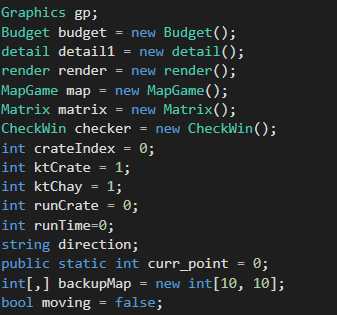 Graphics gp;
Budget budget = new Budget();
detail detail1 = new detail();
render render = new render();
MapGame map = new MapGame();
Matrix matrix = new Matrix();
CheckWin checker = new CheckWin();
int crateIndex = 0;
int ktCrate = 1;
int ktChay = 1;
int runCrate = 0;
int runTime=0;
string direction;
public static int curr_point = 0;
int[,] backupMap = new int[10, 10];
bool moving = false;